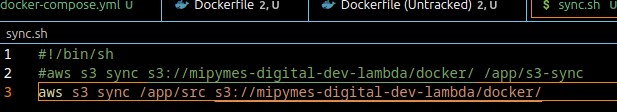 docker-compose.yml U Dockerfile 2, U Dockerfile (Untracked) 2, U $ sync.sh U
sync.sh
1 #!/bin/sh
2 #aws s3 sync s3://mipymes-digital-dev-lambda/docker/ /app/s3-sync
3 aws s3 sync /app/src s3://mipymes-digital-dev-lambda/docker/